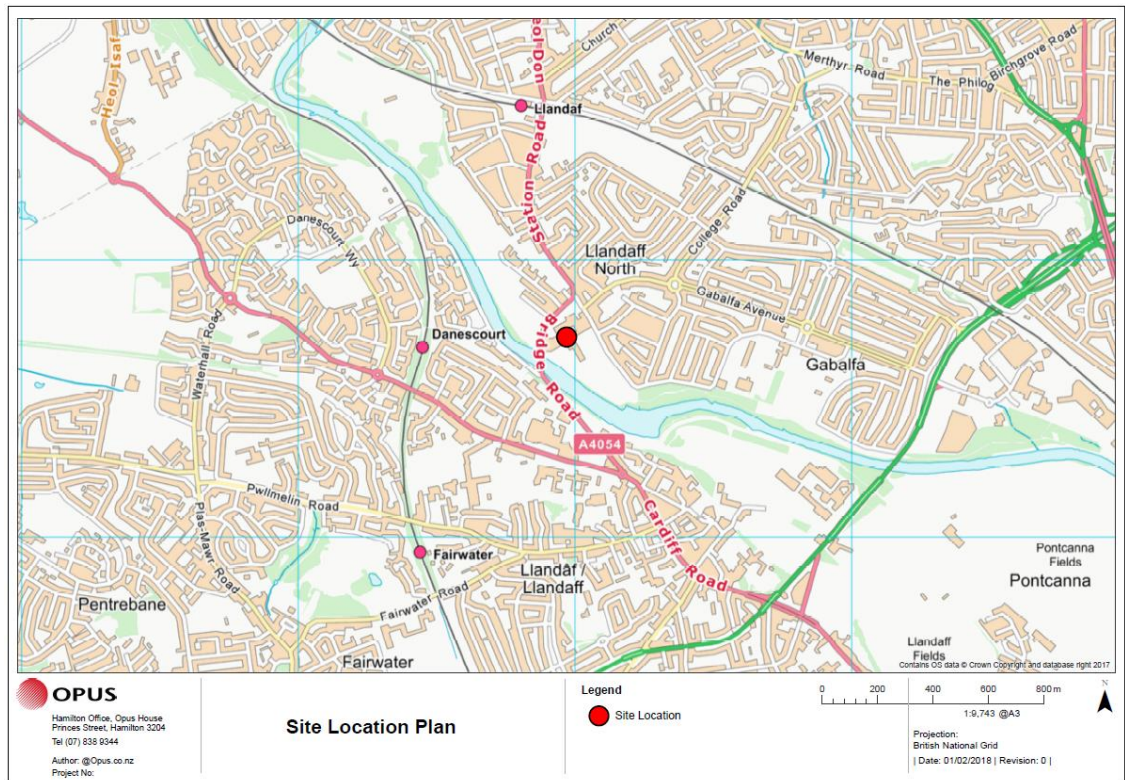 Heol Isaf
eol Don
Church
Merthyr Road
The Philog
Birchgrove Road
Llandaf
Station Road
College Road
Danescourt Wy
Llandaff
North
Gabalfa Avenue
Waterhall Road
Danescourt
Bridge Road
Gabalfa
A4054
Pwllmelin Road
Plas-Mawr Road
Cardiff Road
Fairwater
Llandâf /
Llandaff
Pontcanna
Fields
Pontcanna
Pentrebane
Fairwater Road
Fairwater
Llandaff
Fields
Contains OS data © Crown Copyright and database right 2017
OPUS
Hamilton Office, Opus House
Princes Street, Hamilton 3204
Tel (07) 838 9344
Author: @Opus.co.nz
Project No:
Site Location Plan
Legend
Site Location
0 200 400 600 800 m
1:9,743 @A3
N
Projection:
British National Grid
| Date: 01/02/2018 | Revision: 0 |